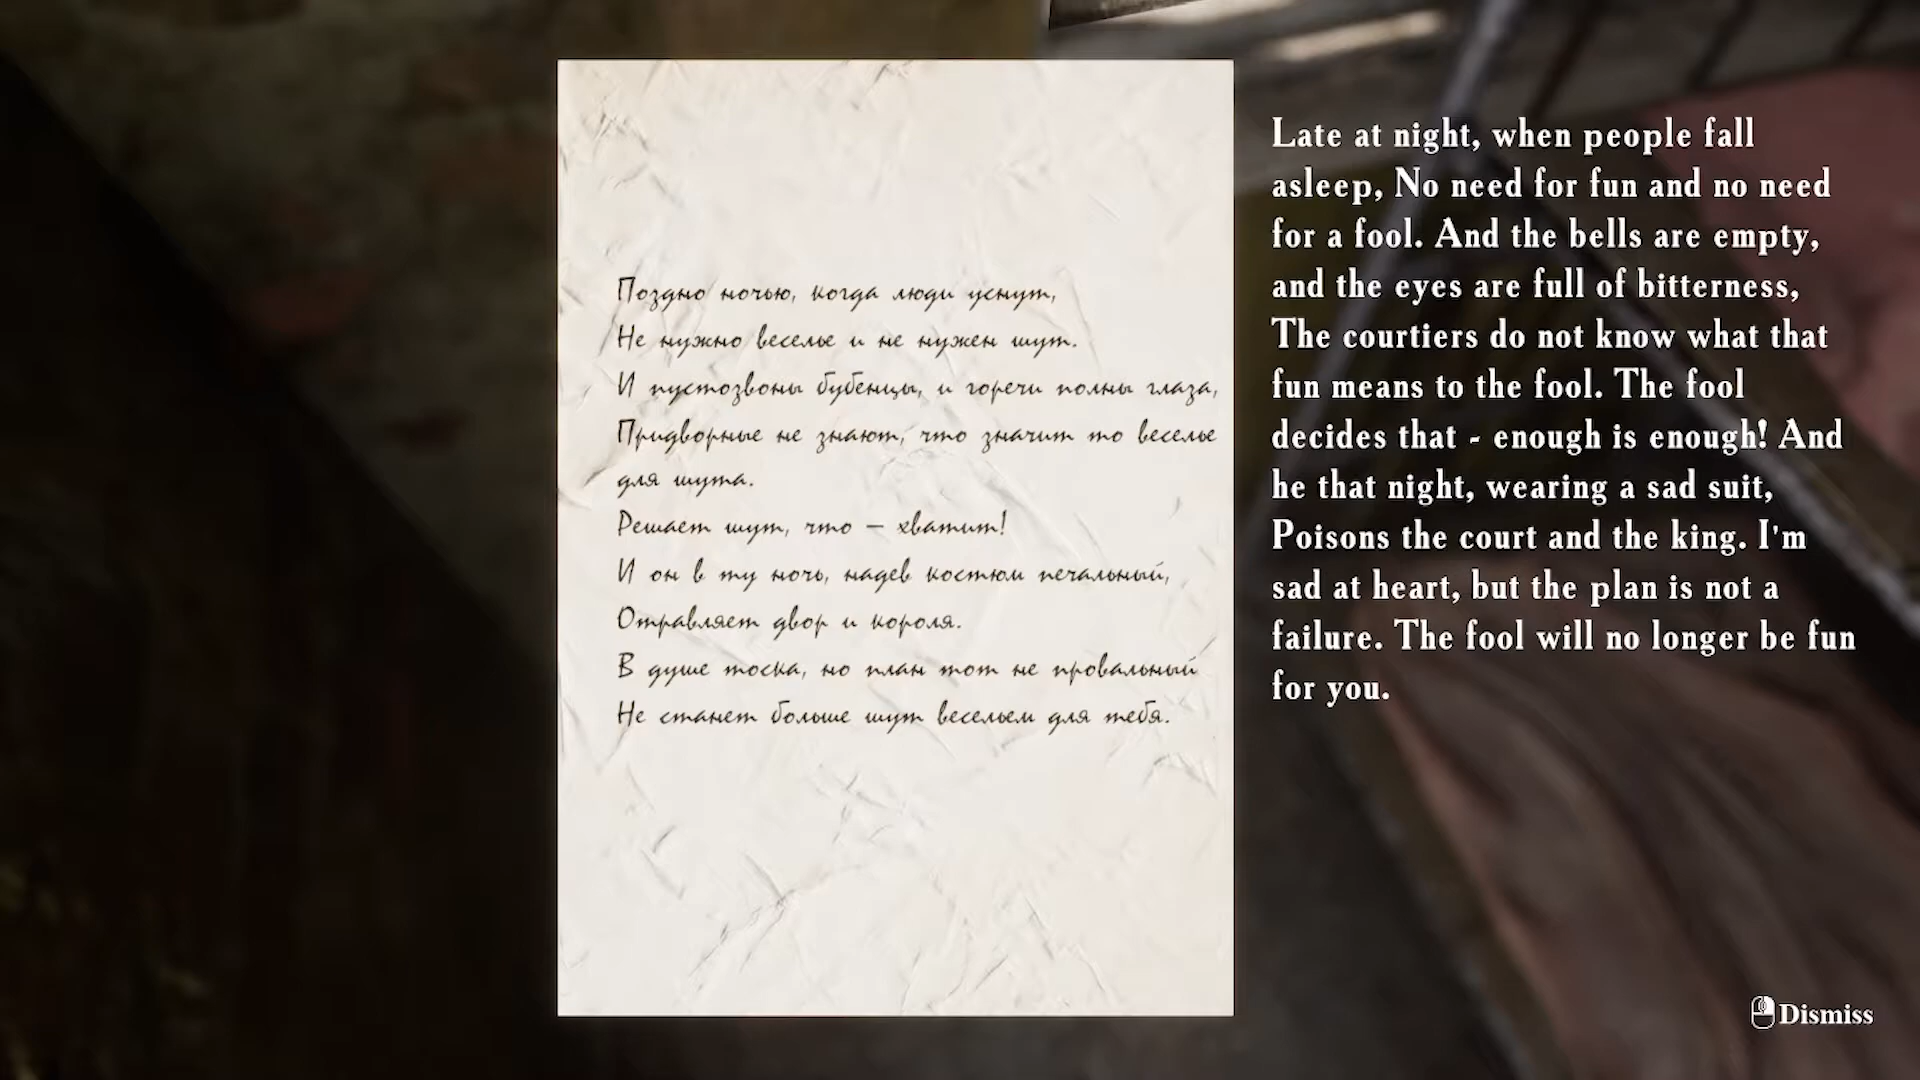 Поздно ночью, когда люди уснут,
Не нужно веселье и не нужен шут.
И пустозвоны бубенцы, и горечи полны глаза,
Придворные не знают, что значит то веселье
для шута.
Решает шут, что — хватит!
И он в ту ночь, надев костюм печальный,
Отравляет двор и короля.
В душе тоска, но план тот не провальный
Не станет больше шут весельем для тебя.
Late at night, when people fall
asleep, No need for fun and no need
for a fool. And the bells are empty,
and the eyes are full of bitterness,
The courtiers do not know what that
fun means to the fool. The fool
decides that - enough is enough! And
he that night, wearing a sad suit,
Poisons the court and the king. I'm
sad at heart, but the plan is not a
failure. The fool will no longer be fun
for you.
Dismiss